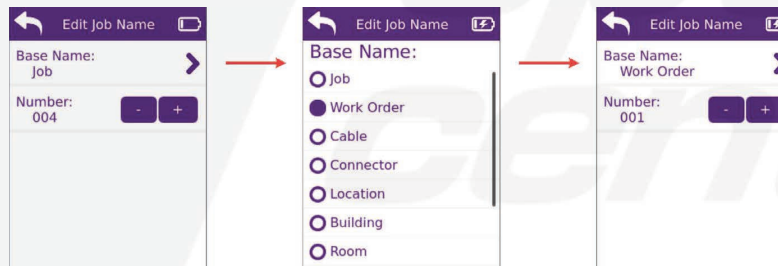 Edit Job Name
Base Name:
Job
Number:
004
-
+
Edit Job Name
Base Name:
Job
Work Order
Cable
Connector
Location
Building
Room
Edit Job Name
Base Name:
Work Order
Number:
001
-
+